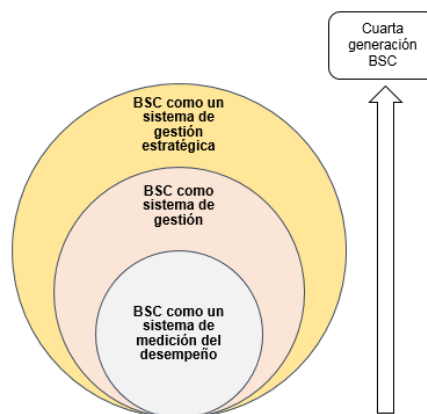 Cuarta
generación
BSC
BSC como un
sistema de
gestión
estratégica
BSC como
sistema de
gestión
BSC como un
sistema de
medición del
desempeño